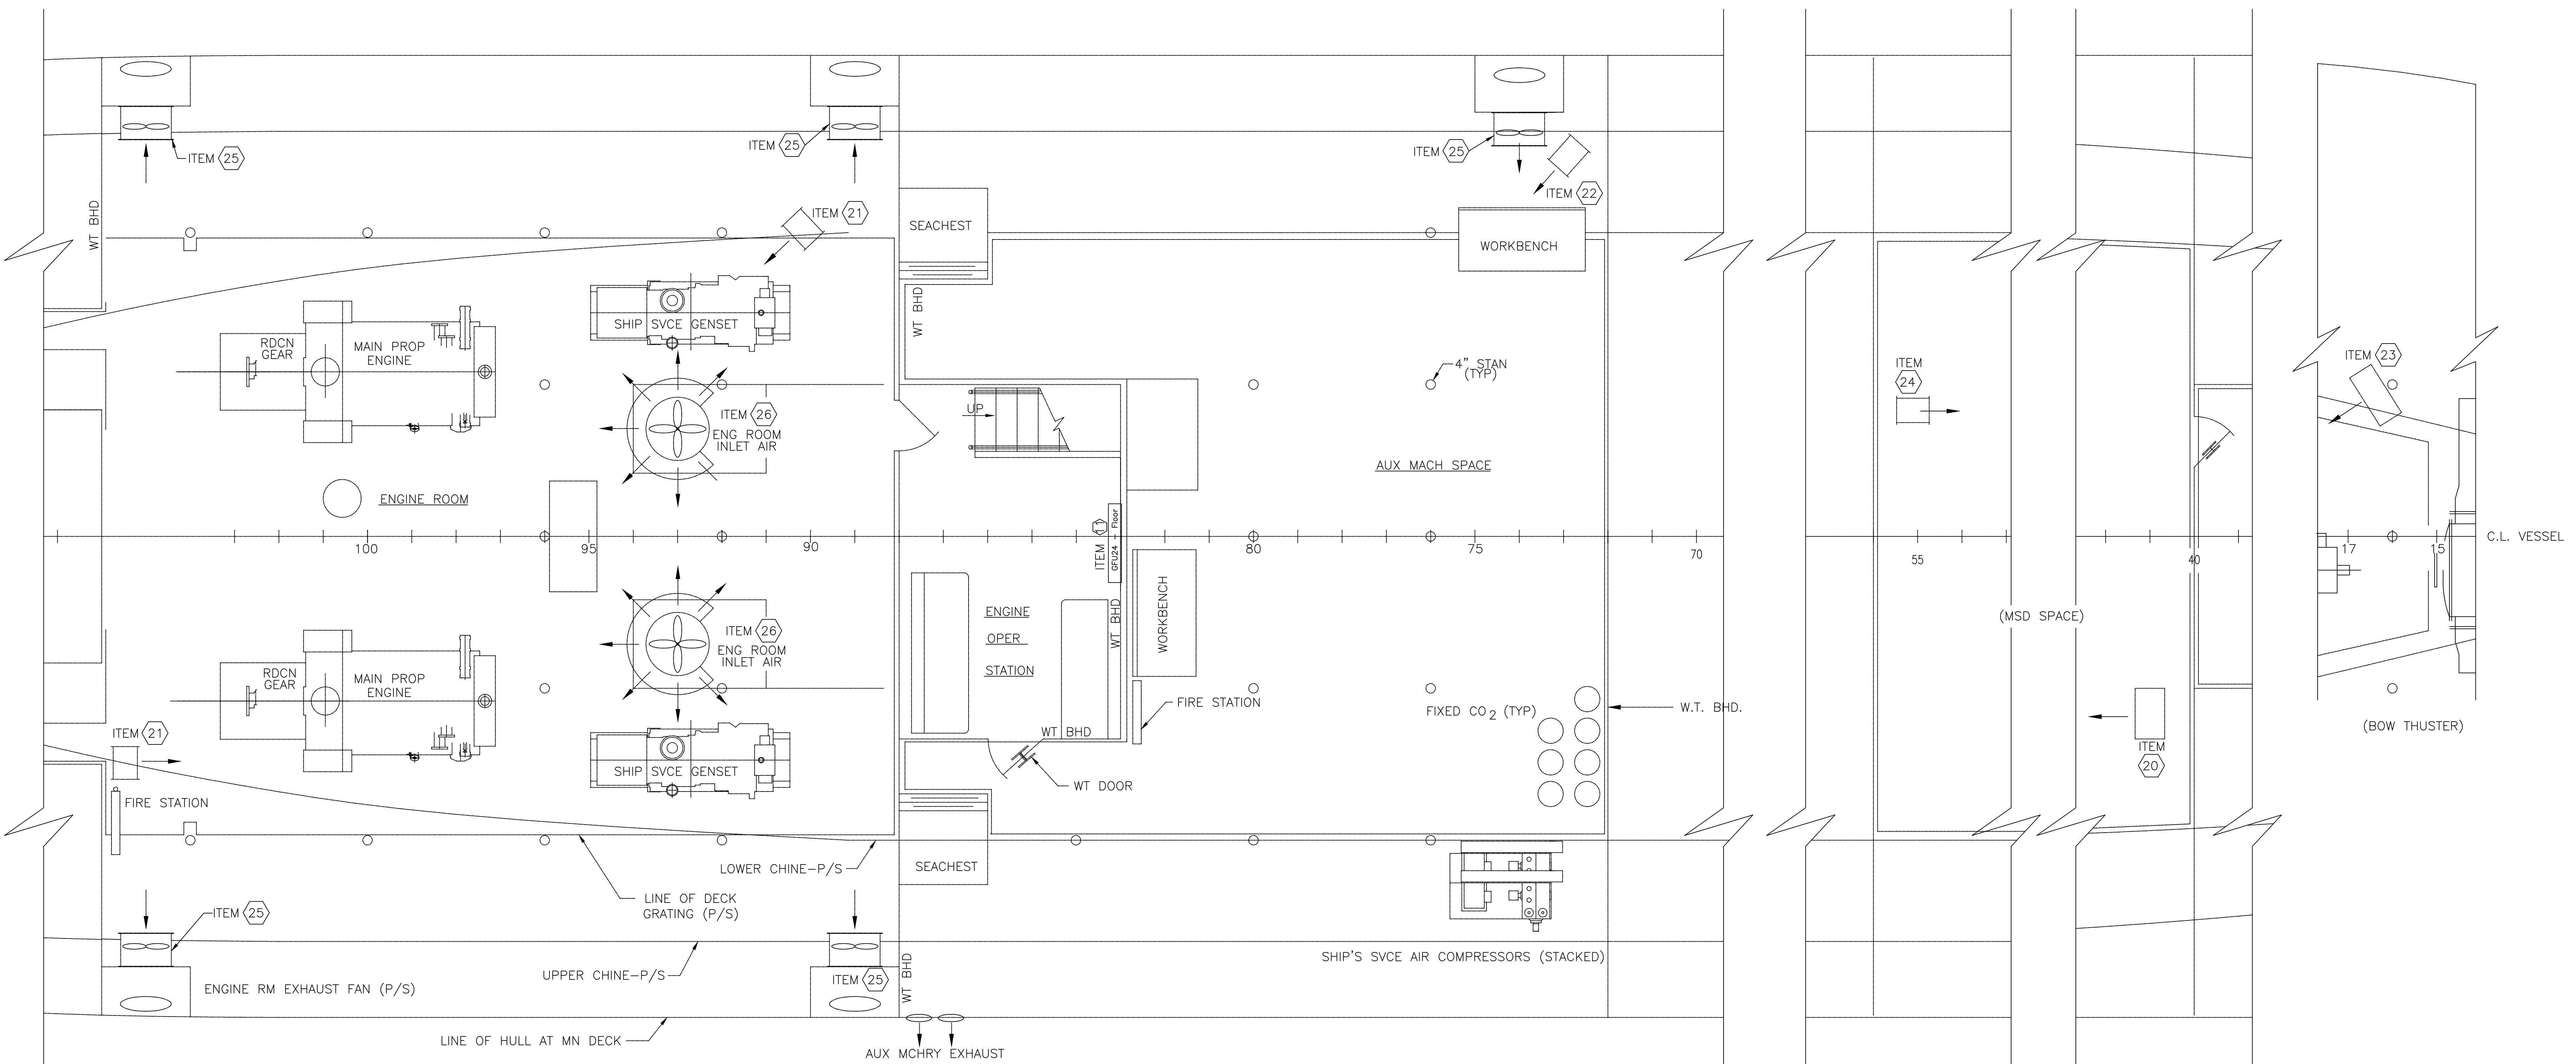 ITEM 25
ITEM 25
ITEM 25
WT BHD
ITEM 21
SEACHEST
ITEM 22
WORKBENCH
WT BHD
RDCN
GEAR
MAIN PROP
ENGINE
SHIP SVCE GENSET
4" STAN
(TYP)
ITEM
24
ITEM 23
UP
ITEM 26
ENG ROOM
INLET AIR
AUX MACH SPACE
ENGINE ROOM
ITEM 11
GFU24 - Floor
100
95
90
80
75
70
55
40
17
15
C.L. VESSEL
ENGINE
OPER
STATION
WT BHD
WORKBENCH
(MSD SPACE)
ITEM 26
ENG ROOM
INLET AIR
RDCN
GEAR
MAIN PROP
ENGINE
FIRE STATION
FIXED CO2 (TYP)
W.T. BHD.
(BOW THUSTER)
ITEM 21
WT BHD
ITEM
20
SHIP SVCE GENSET
WT DOOR
FIRE STATION
LOWER CHINE-P/S
SEACHEST
LINE OF DECK
GRATING (P/S)
ITEM 25
UPPER CHINE-P/S
ITEM 25
WT BHD
SHIP'S SVCE AIR COMPRESSORS (STACKED)
ENGINE RM EXHAUST FAN (P/S)
LINE OF HULL AT MN DECK
AUX MCHRY EXHAUST